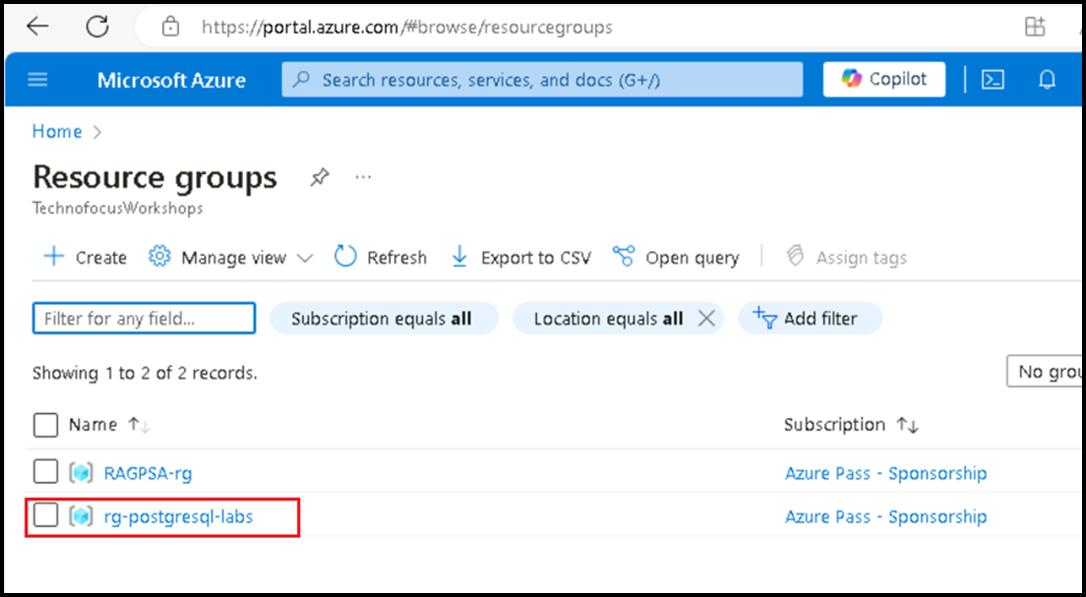 https://portal.azure.com/#browse/resourcegroups
Microsoft Azure Search resources, services, and docs (G+/) Copilot
Home >
Resource groups ...
TechnofocusWorkshops
+ Create Manage view Refresh Export to CSV Open query Assign tags
Filter for any field... Subscription equals all Location equals all Add filter
Showing 1 to 2 of 2 records. No grou
Name ↑↓ Subscription ↑↓
RAGPSA-rg Azure Pass - Sponsorship
rg-postgresql-labs Azure Pass - Sponsorship